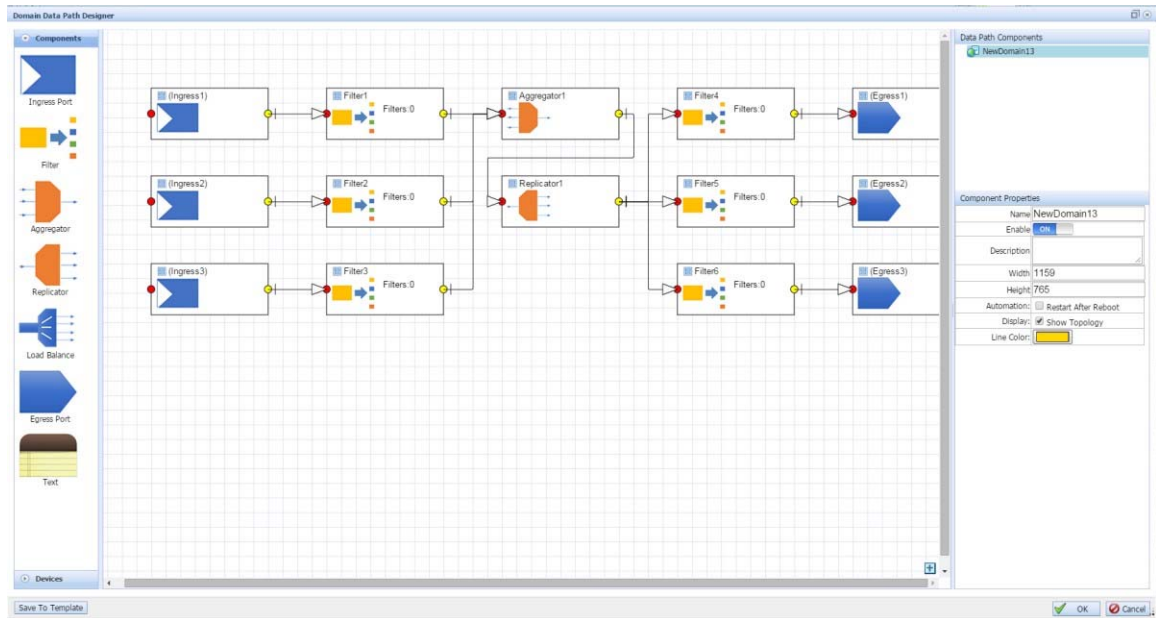 Domain Data Path Designer
Components
Ingress Port
Filter
Aggregator
Replicator
Load Balance
Egress Port
Text
Devices
(Ingress1)
Filter1
Filters:0
Aggregator1
Filter4
Filters:0
(Egress1)
(Ingress2)
Filter2
Filters:0
Replicator1
Filter5
Filters:0
(Egress2)
(Ingress3)
Filter3
Filters:0
Filter6
Filters:0
(Egress3)
Data Path Components
NewDomain13
Component Properties
Name NewDomain13
Enable ON
Description
Width 1159
Height 765
Automation: Restart After Reboot
Display: Show Topology
Line Color:
Save To Template
OK
Cancel